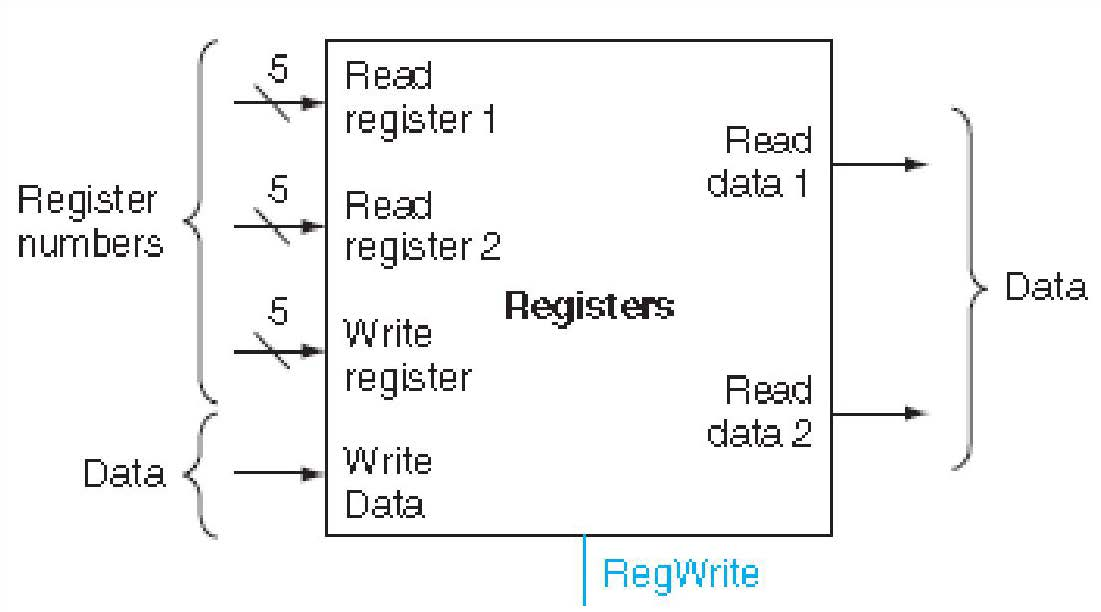 5
Read
register 1
Read
data 1
Register
numbers
5
Read
register 2
Registers
Data
5
Write
register
Read
data 2
Data
Write
Data
RegWrite